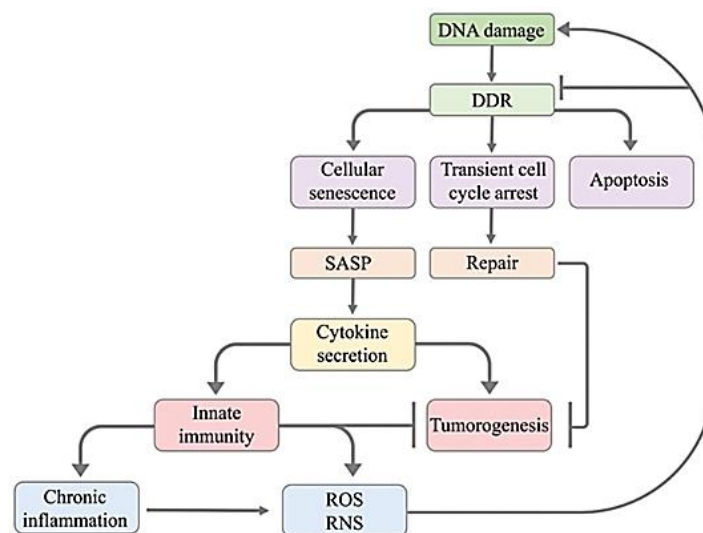 DNA damage
DDR
Cellular
senescence
Transient cell
cycle arrest
Apoptosis
SASP
Repair
Cytokine
secretion
Innate
immunity
Tumorogenesis
Chronic
inflammation
ROS
RNS